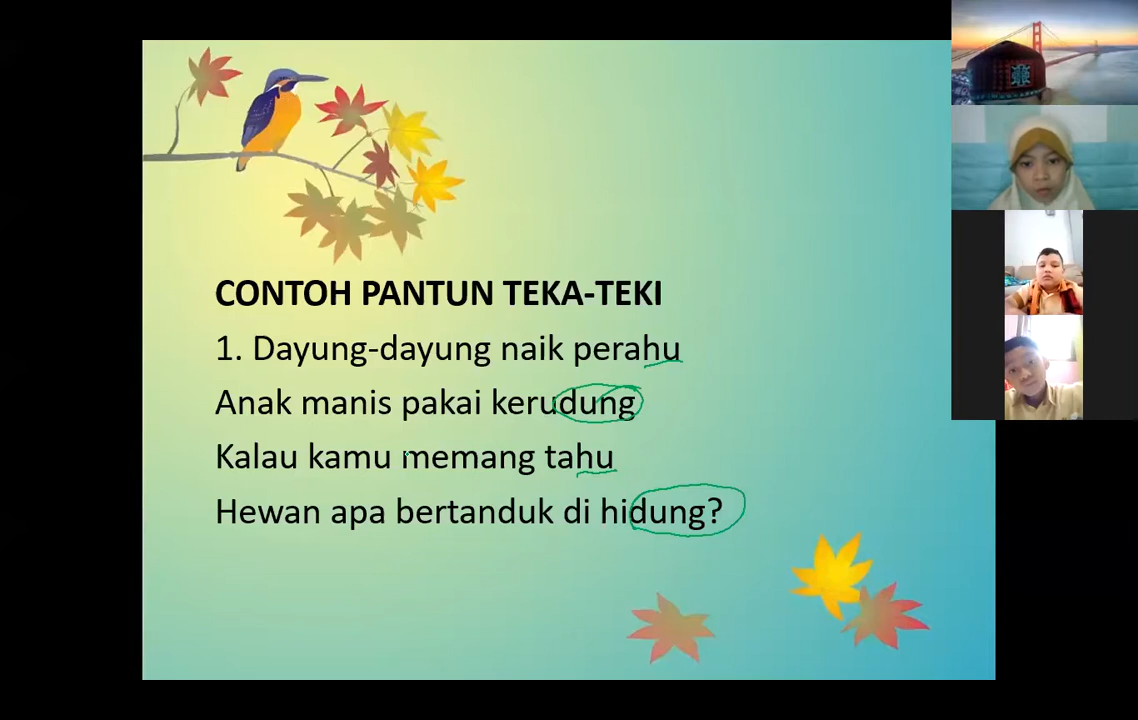 CONTOH PANTUN TEKA-TEKI
1. Dayung-dayung naik perahu
Anak manis pakai kerudung
Kalau kamu memang tahu
Hewan apa bertanduk di hidung?